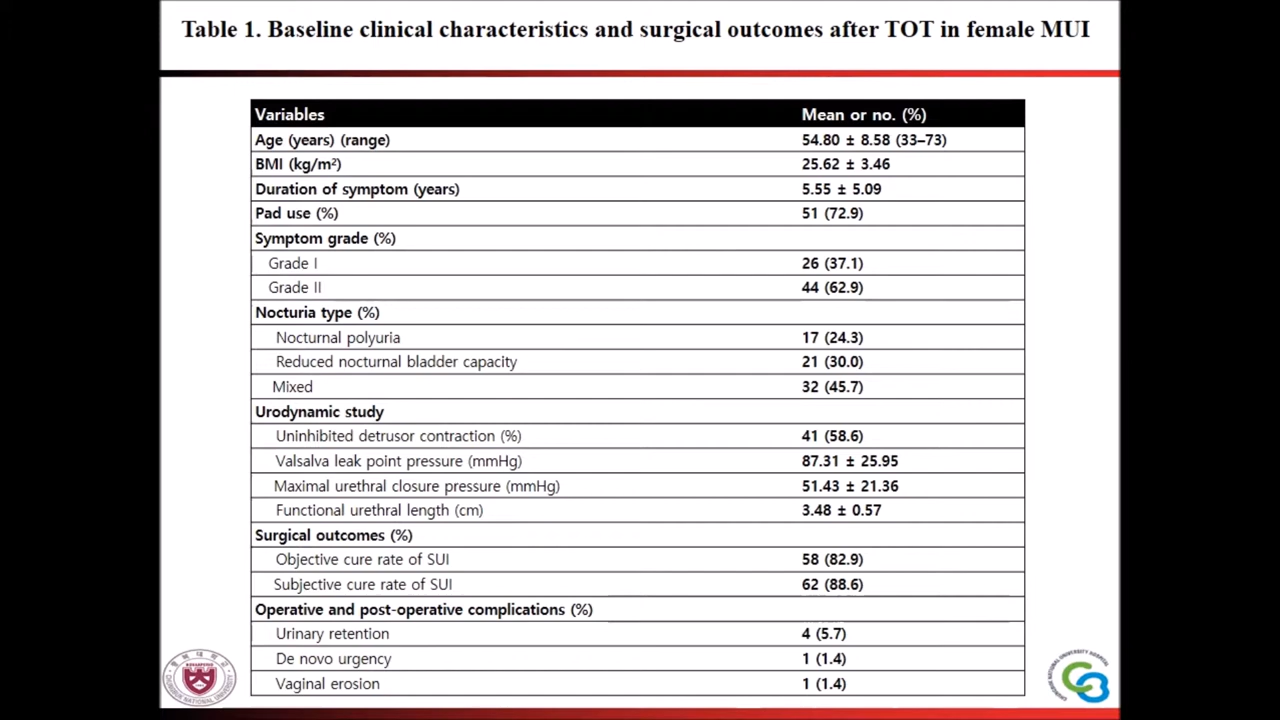 Table 1. Baseline clinical characteristics and surgical outcomes after TOT in female MUI
Variables Mean or no. (%)
Age (years) (range) 54.80 ± 8.58 (33–73)
BMI (kg/m²) 25.62 ± 3.46
Duration of symptom (years) 5.55 ± 5.09
Pad use (%) 51 (72.9)
Symptom grade (%)
Grade I 26 (37.1)
Grade II 44 (62.9)
Nocturia type (%)
Nocturnal polyuria 17 (24.3)
Reduced nocturnal bladder capacity 21 (30.0)
Mixed 32 (45.7)
Urodynamic study
Uninhibited detrusor contraction (%) 41 (58.6)
Valsalva leak point pressure (mmHg) 87.31 ± 25.95
Maximal urethral closure pressure (mmHg) 51.43 ± 21.36
Functional urethral length (cm) 3.48 ± 0.57
Surgical outcomes (%)
Objective cure rate of SUI 58 (82.9)
Subjective cure rate of SUI 62 (88.6)
Operative and post-operative complications (%)
Urinary retention 4 (5.7)
De novo urgency 1 (1.4)
Vaginal erosion 1 (1.4)